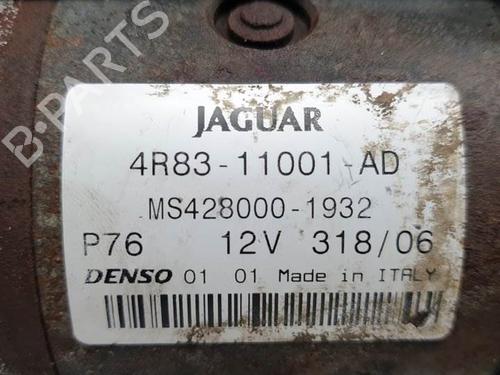 JAGUAR
4R83-11001-AD
MS428000-1932
P76 12V 318/06
DENSO 01 01 Made in ITALY
B-PARTS